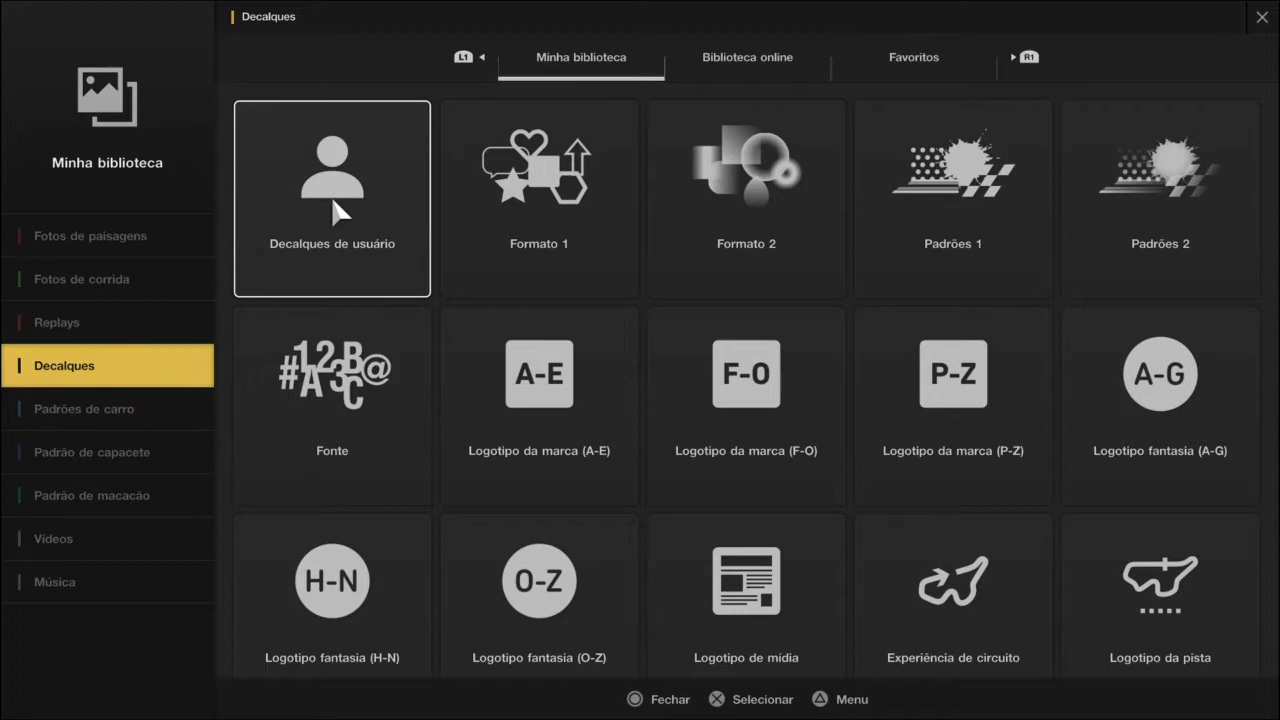 Decalques
L1
Minha biblioteca
Biblioteca online
Favoritos
R1
Minha biblioteca
Fotos de paisagens
Fotos de corrida
Replays
Decalques
Padrões de carro
Padrão de capacete
Padrão de macacão
Vídeos
Música
Decalques de usuário
Formato 1
Formato 2
Padrões 1
Padrões 2
#123B@
A C
Fonte
A-E
Logotipo da marca (A-E)
F-O
Logotipo da marca (F-O)
P-Z
Logotipo da marca (P-Z)
A-G
Logotipo fantasia (A-G)
H-N
Logotipo fantasia (H-N)
O-Z
Logotipo fantasia (O-Z)
Logotipo de mídia
Experiência de circuito
Logotipo da pista
Fechar
Selecionar
Menu